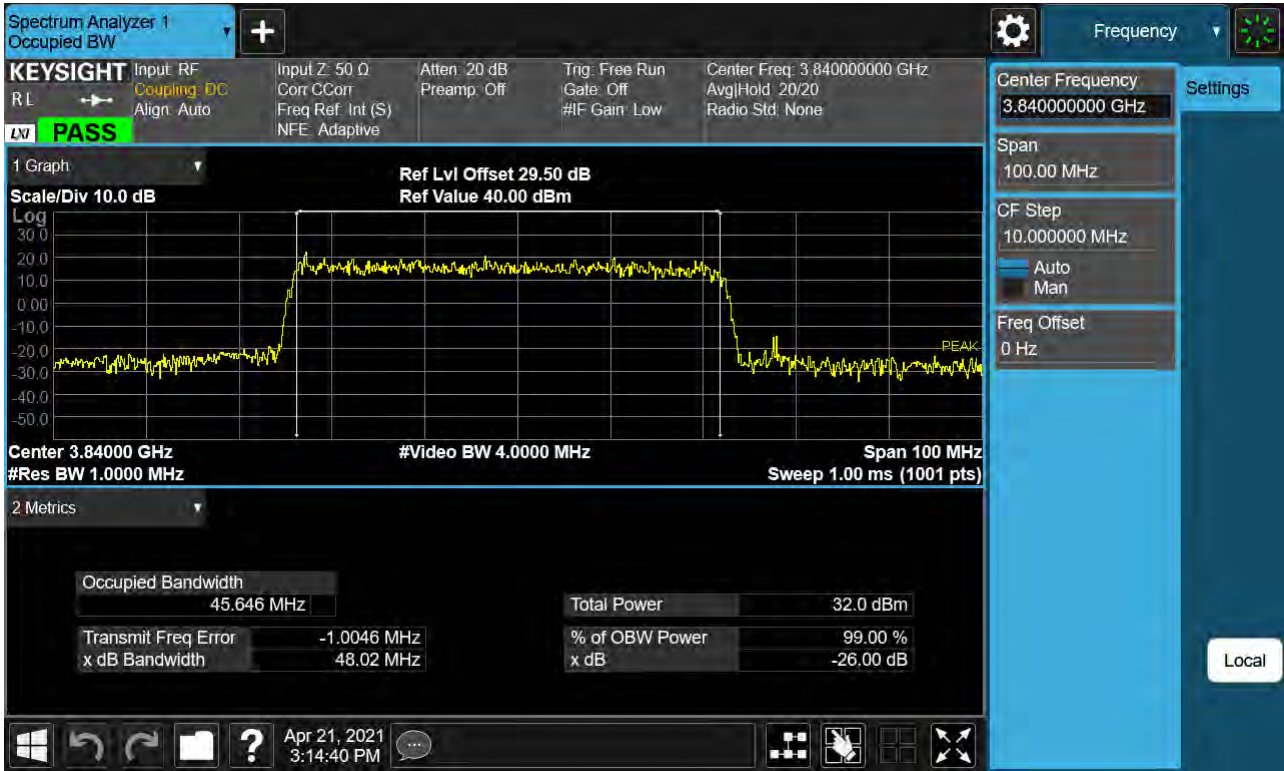 Spectrum Analyzer 1
Occupied BW
Frequency
KEYSIGHT
RL
LXI
PASS
Input: RF
Coupling: DC
Align: Auto
Input Z: 50 Ω
Corr CCorr
Freq Ref: Int (S)
NFE: Adaptive
Atten: 20 dB
Preamp: Off
Trig: Free Run
Gate: Off
#IF Gain: Low
Center Freq: 3.840000000 GHz
Avg|Hold: 20/20
Radio Std: None
Center Frequency
3.840000000 GHz
Settings
Span
100.00 MHz
CF Step
10.000000 MHz
Auto
Man
Freq Offset
0 Hz
Local
1 Graph
Ref Lvl Offset 29.50 dB
Scale/Div 10.0 dB
Ref Value 40.00 dBm
Log
30.0
20.0
10.0
0.00
-10.0
-20.0
-30.0
-40.0
-50.0
PEAK
Center 3.84000 GHz
#Video BW 4.0000 MHz
Span 100 MHz
#Res BW 1.0000 MHz
Sweep 1.00 ms (1001 pts)
2 Metrics
Occupied Bandwidth
45.646 MHz
Total Power 32.0 dBm
Transmit Freq Error -1.0046 MHz
% of OBW Power 99.00 %
x dB Bandwidth 48.02 MHz
x dB -26.00 dB
?
Apr 21, 2021
3:14:40 PM